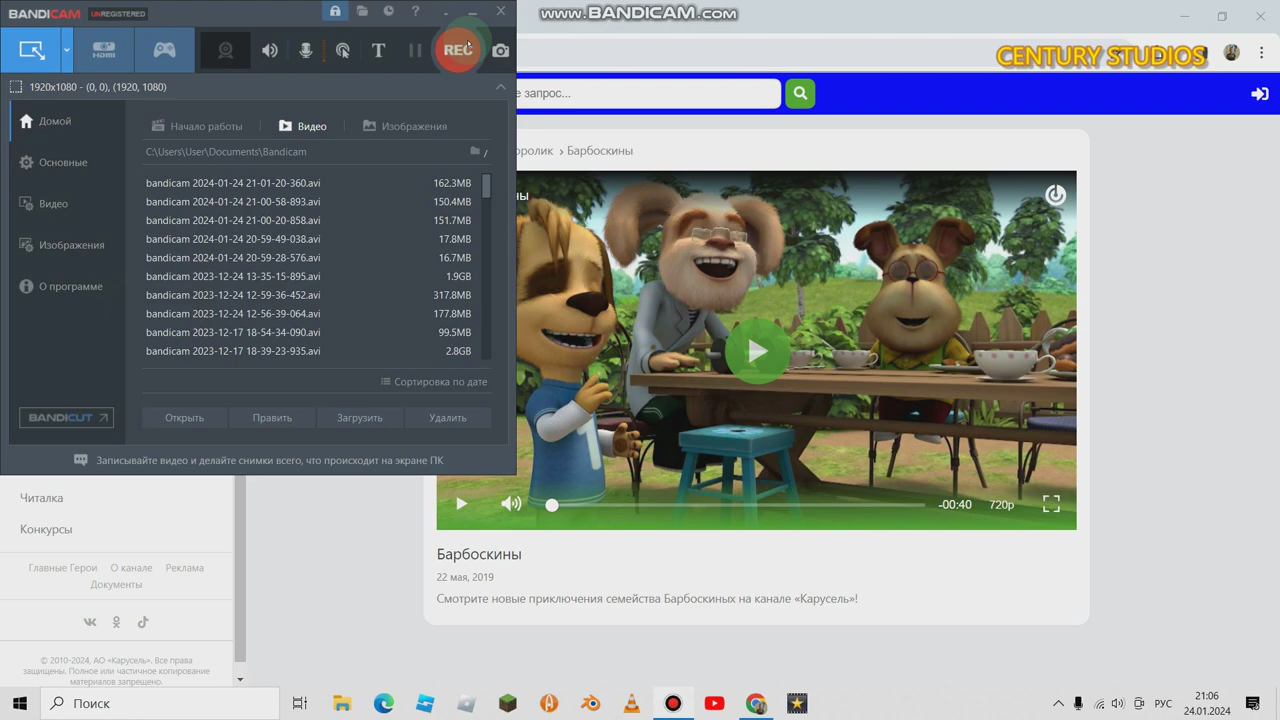 BANDICAM UNREGISTERED
www.BANDICAM.com
HDMI
T
REC
CENTURY STUDIOS
1920x1080 - (0, 0), (1920, 1080)
Домой
Основные
Видео
Изображения
О программе
BANDICUT
Начало работы
Видео
Изображения
C:\Users\User\Documents\Bandicam
/
bandicam 2024-01-24 21-01-20-360.avi 162.3MB
bandicam 2024-01-24 21-00-58-893.avi 150.4MB
bandicam 2024-01-24 21-00-20-858.avi 151.7MB
bandicam 2024-01-24 20-59-49-038.avi 17.8MB
bandicam 2024-01-24 20-59-28-576.avi 16.7MB
bandicam 2023-12-24 13-35-15-895.avi 1.9GB
bandicam 2023-12-24 12-59-36-452.avi 317.8MB
bandicam 2023-12-24 12-56-39-064.avi 177.8MB
bandicam 2023-12-17 18-54-34-090.avi 99.5MB
bandicam 2023-12-17 18-39-23-935.avi 2.8GB
Сортировка по дате
Открыть Править Загрузить Удалить
Записывайте видео и делайте снимки всего, что происходит на экране ПК
е запрос...
оролик › Барбоскины
ны
1
-00:40 720p
Барбоскины
22 мая, 2019
Смотрите новые приключения семейства Барбоскиных на канале «Карусель»!
Читалка
Конкурсы
Главные Герои О канале Реклама
Документы
© 2010-2024, АО «Карусель». Все права
защищены. Полное или частичное копирование
материалов запрещено.
Поиск
РУС
21:06
24.01.2024